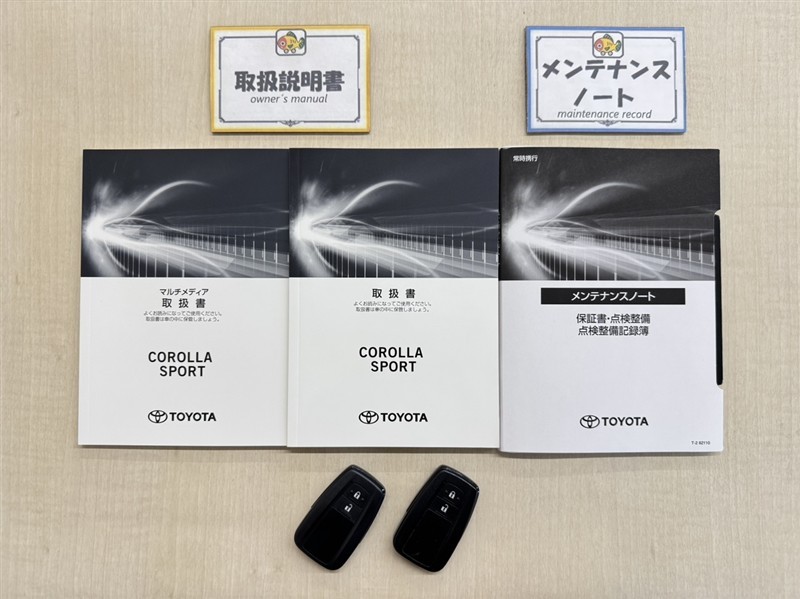 取扱説明書
owner's manual
メンテナンス
ノート
maintenance record
マルチメディア
取扱書
よくお読みになってご使用ください。
取扱書は車の中に保管しましょう。
COROLLA
SPORT
TOYOTA
取扱書
よくお読みになってご使用ください。
取扱書は車の中に保管しましょう。
COROLLA
SPORT
TOYOTA
常時携行
メンテナンスノート
保証書・点検整備
点検整備記録簿
TOYOTA